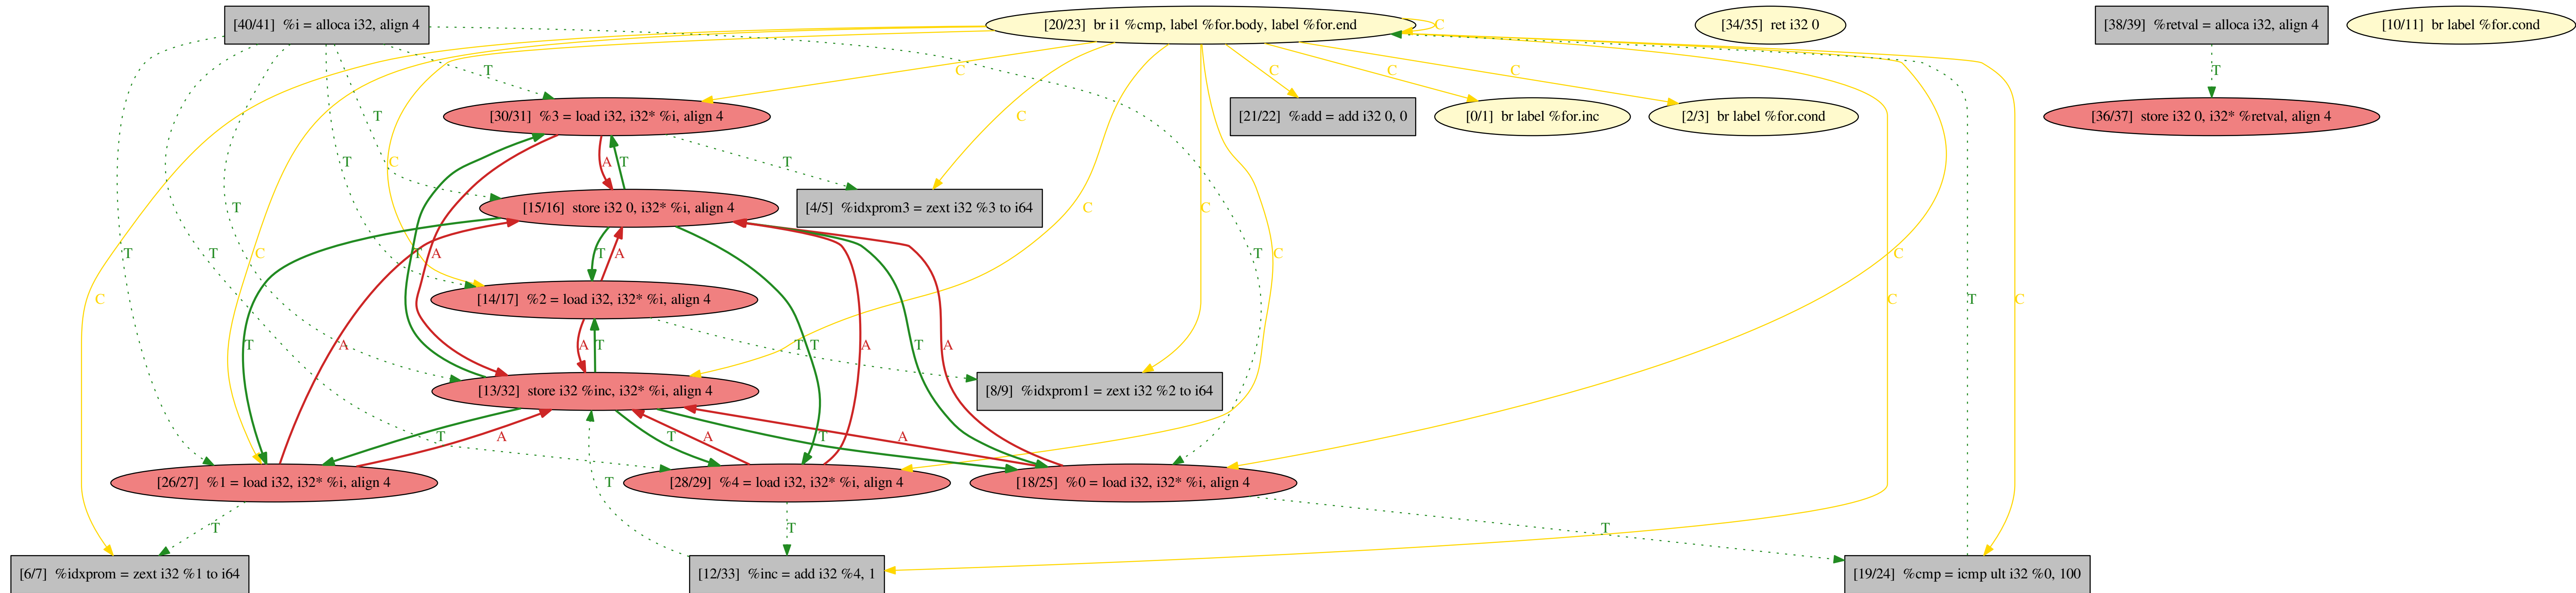 [40/41] %i = alloca i32, align 4
[20/23] br i1 %cmp, label %for.body, label %for.end
C
[34/35] ret i32 0
[38/39] %retval = alloca i32, align 4
[10/11] br label %for.cond
T
C
C
C
C
T
[30/31] %3 = load i32, i32* %i, align 4
T
C
[21/22] %add = add i32 0, 0
[0/1] br label %for.inc
[2/3] br label %for.cond
[36/37] store i32 0, i32* %retval, align 4
T
C
A
T
T
[15/16] store i32 0, i32* %i, align 4
[4/5] %idxprom3 = zext i32 %3 to i64
T
C
C
T
T
T
C
T
A
T
A
T
C
C
C
[14/17] %2 = load i32, i32* %i, align 4
C
T
C
T
A
A
T
T
T
A
T
A
[13/32] store i32 %inc, i32* %i, align 4
[8/9] %idxprom1 = zext i32 %2 to i64
T
A
T
A
T
A
[26/27] %1 = load i32, i32* %i, align 4
T
[28/29] %4 = load i32, i32* %i, align 4
[18/25] %0 = load i32, i32* %i, align 4
T
T
T
[6/7] %idxprom = zext i32 %1 to i64
[12/33] %inc = add i32 %4, 1
[19/24] %cmp = icmp ult i32 %0, 100